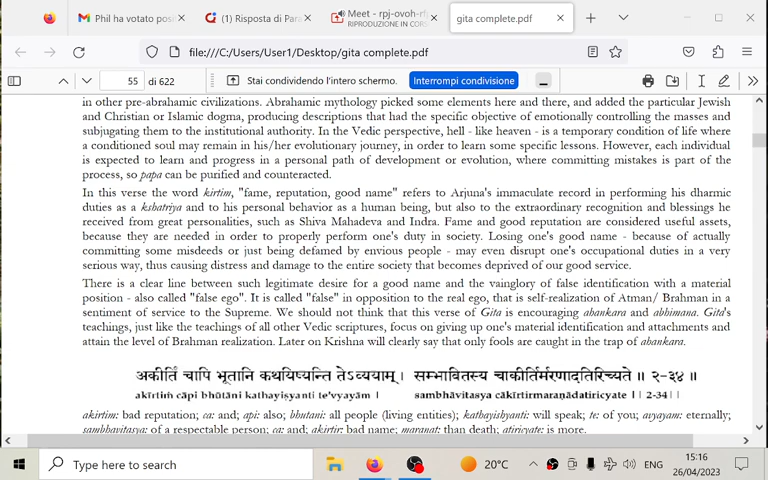 Phil ha votato pos
(1) Risposta di Para
Meet - rpj-ovoh-rf
RIPRODUZIONE IN CORS
gita complete.pdf
file:///C:/Users/User1/Desktop/gita complete.pdf
55 di 622
Stai condividendo l'intero schermo.
Interrompi condivisione
in other pre-abrahamic civilizations. Abrahamic mythology picked some elements here and there, and added the particular Jewish
and Christian or Islamic dogma, producing descriptions that had the specific objective of emotionally controlling the masses and
subjugating them to the institutional authority. In the Vedic perspective, hell - like heaven - is a temporary condition of life where
a conditioned soul may remain in his/her evolutionary journey, in order to learn some specific lessons. However, each individual
is expected to learn and progress in a personal path of development or evolution, where committing mistakes is part of the
process, so papa can be purified and counteracted.
In this verse the word kirtim, "fame, reputation, good name" refers to Arjuna's immaculate record in performing his dharmic
duties as a kshatriya and to his personal behavior as a human being, but also to the extraordinary recognition and blessings he
received from great personalities, such as Shiva Mahadeva and Indra. Fame and good reputation are considered useful assets,
because they are needed in order to properly perform one's duty in society. Losing one's good name - because of actually
committing some misdeeds or just being defamed by envious people - may even disrupt one's occupational duties in a very
serious way, thus causing distress and damage to the entire society that becomes deprived of our good service.
There is a clear line between such legitimate desire for a good name and the vainglory of false identification with a material
position - also called "false ego". It is called "false" in opposition to the real ego, that is self-realization of Atman/ Brahman in a
sentiment of service to the Supreme. We should not think that this verse of Gita is encouraging ahankara and abhimana. Gita's
teachings, just like the teachings of all other Vedic scriptures, focus on giving up one's material identification and attachments and
attain the level of Brahman realization. Later on Krishna will clearly say that only fools are caught in the trap of ahankara.
अकीर्तिं चापि भूतानि कथयिष्यन्ति तेऽव्ययाम् । सम्भावितस्य चाकीर्तिर्मरणादतिरिच्यते ॥ २-३४ ॥
akīrtiṁ cāpi bhūtāni kathayiṣyanti te'vyayām | sambhāvitasya cākīrtirmaraṇādatiricyate ||2-34||
akirtim: bad reputation; ca: and; api: also; bhutani: all people (living entities); kathayishyanti: will speak; te: of you; avyayam: eternally;
sambhavitasya: of a respectable person; ca: and; akirtir: bad name; maranat: than death; atiricyate: is more.
Type here to search
20°C
ENG
15:16
26/04/2023